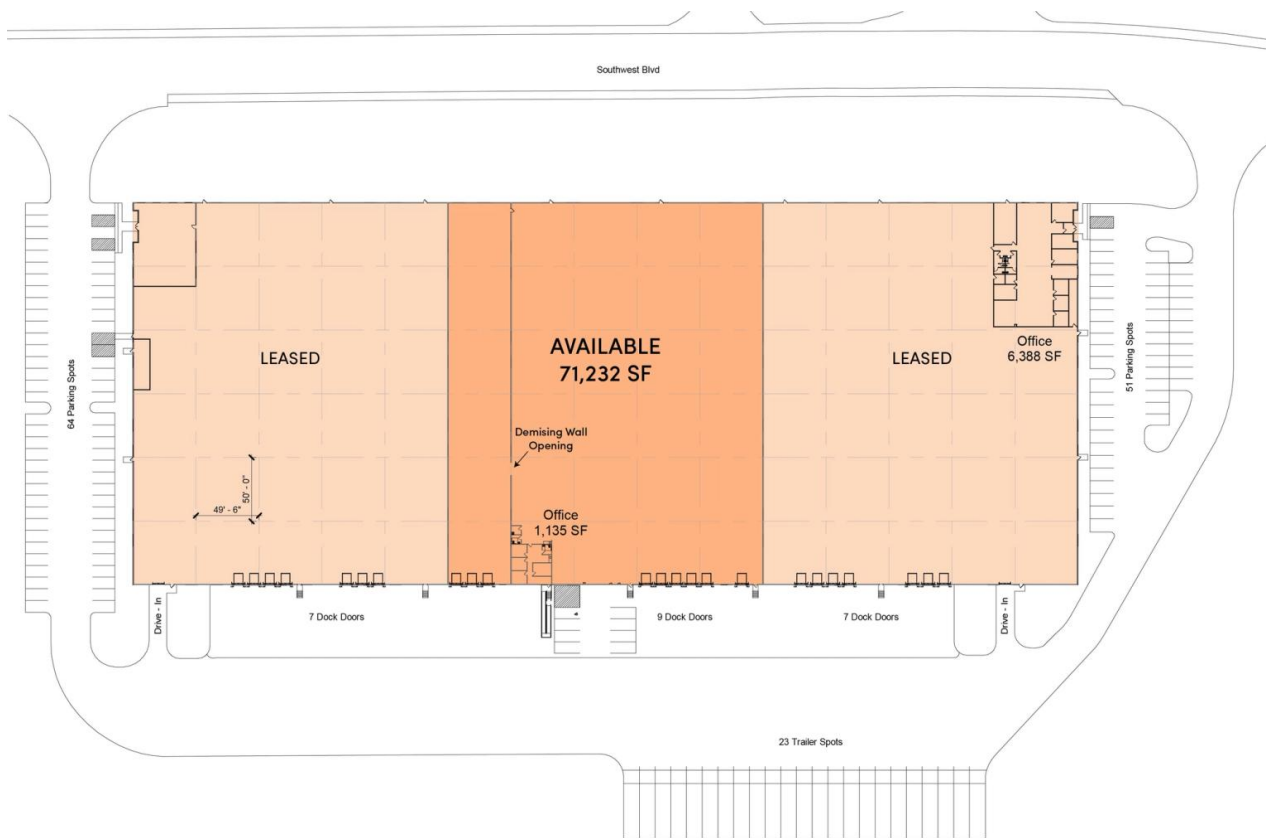 Southwest Blvd
LEASED
AVAILABLE
71,232 SF
LEASED
Office
6,388 SF
64 Parking Spots
51 Parking Spots
Demising Wall
Opening
50' - 0"
49' - 6"
Office
1,135 SF
Drive - In
7 Dock Doors
9 Dock Doors
7 Dock Doors
Drive - In
23 Trailer Spots